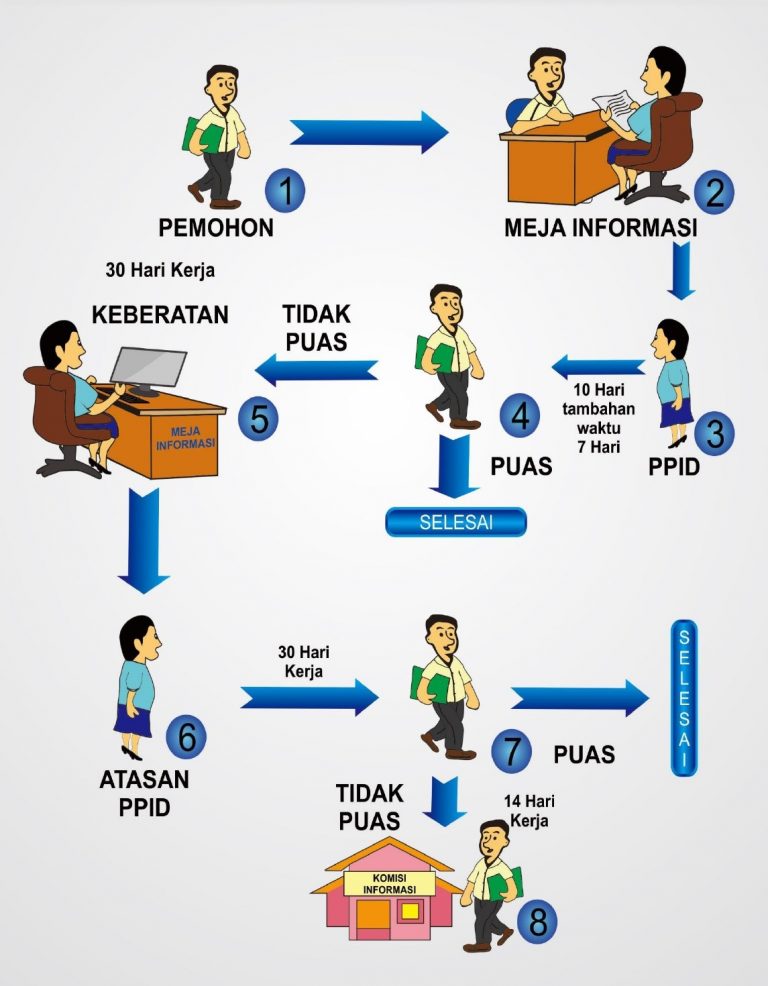 1
PEMOHON
2
MEJA INFORMASI
3
PPID
10 Hari
tambahan
waktu
7 Hari
4
PUAS
SELESAI
TIDAK
PUAS
30 Hari Kerja
KEBERATAN
5
MEJA
INFORMASI
6
ATASAN
PPID
30 Hari
Kerja
7
PUAS
SELESAI
TIDAK
PUAS
14 Hari
Kerja
KOMISI
INFORMASI
8